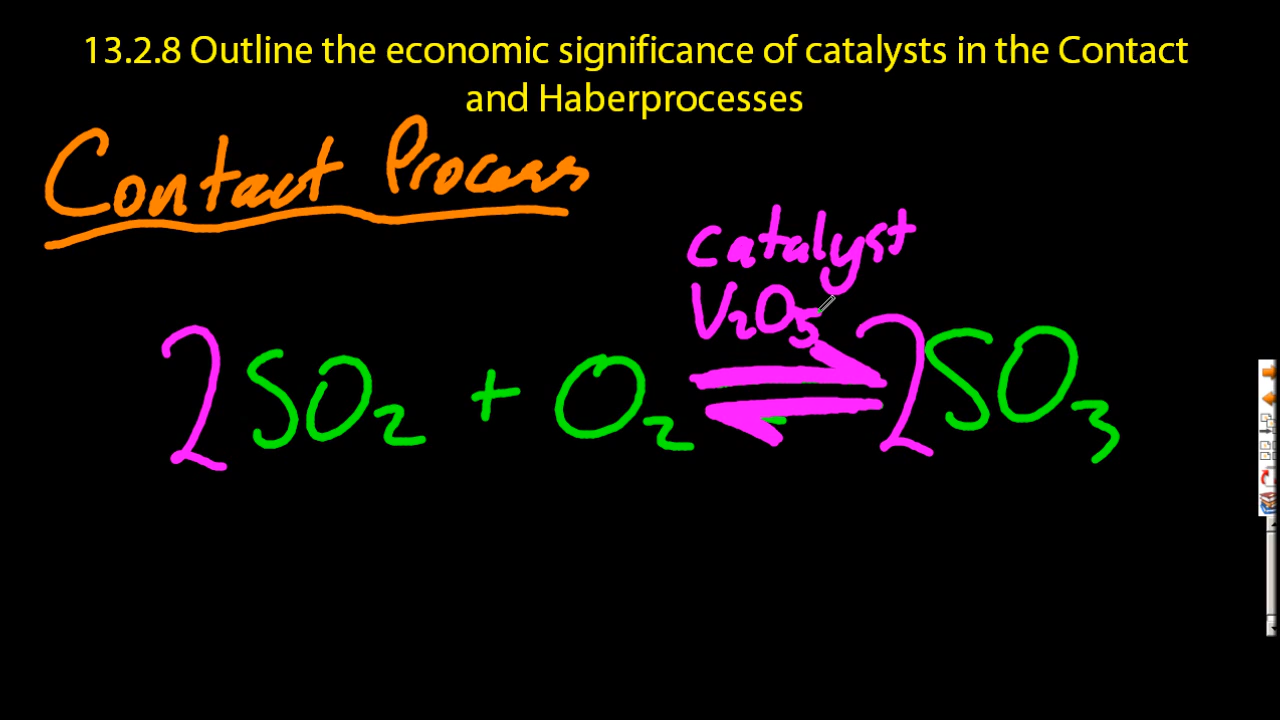 13.2.8 Outline the economic significance of catalysts in the Contact
and Haberprocesses
Contact Process
catalyst
V₂O₅
2SO₂ + O₂ ⇌ 2SO₃